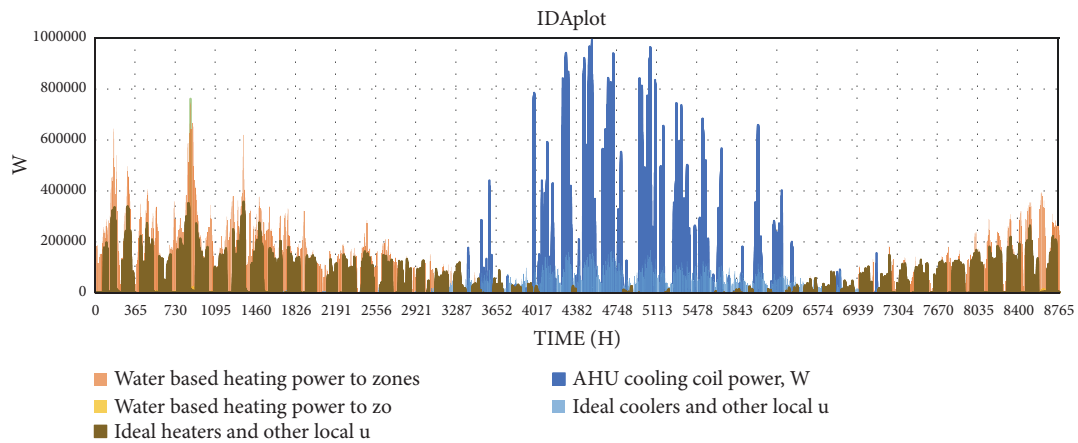 IDAplot
1000000
800000
600000
400000
200000
0
W
0 365 730 1095 1460 1826 2191 2556 2921 3287 3652 4017 4382 4748 5113 5478 5843 6209 6574 6939 7304 7670 8035 8400 8765
TIME (H)
Water based heating power to zones
Water based heating power to zo
Ideal heaters and other local u
AHU cooling coil power, W
Ideal coolers and other local u